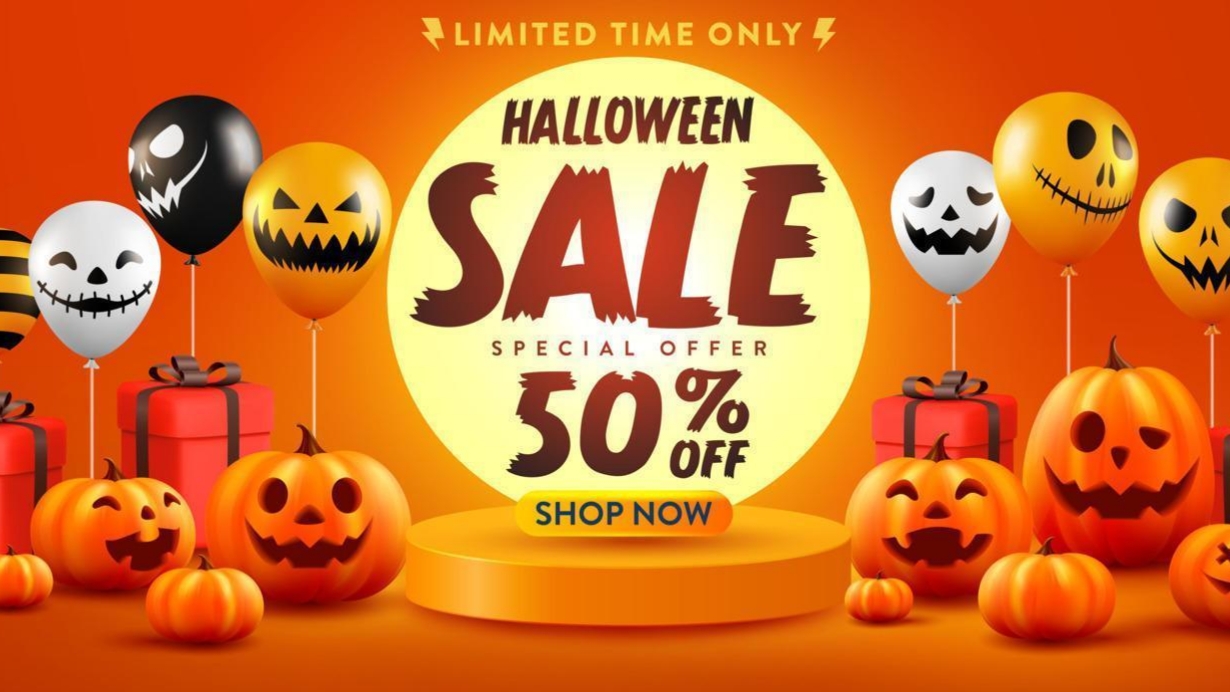 LIMITED TIME ONLY
HALLOWEEN
SALE
SPECIAL OFFER
50%
OFF
SHOP NOW